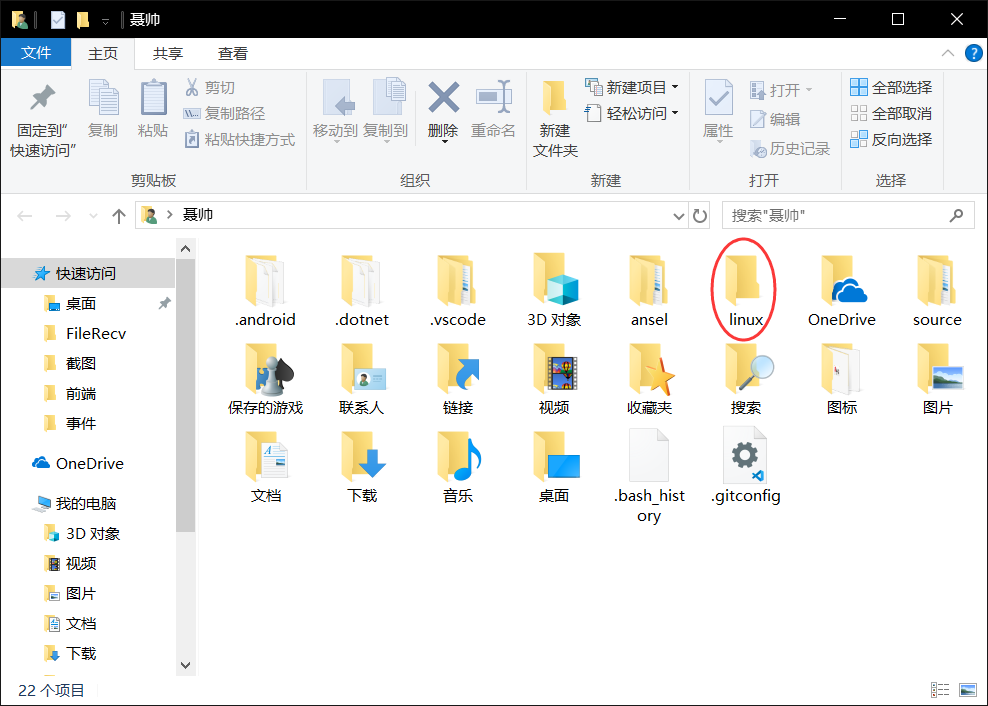 聂帅
文件 主页 共享 查看
固定到"
快速访问"
复制
粘贴
剪切
复制路径
粘贴快捷方式
剪贴板
移动到
复制到
删除
重命名
组织
新建
文件夹
新建项目
轻松访问
新建
属性
打开
编辑
历史记录
打开
全部选择
全部取消
反向选择
选择
聂帅
搜索"聂帅"
快速访问
桌面
FileRecv
截图
前端
事件
OneDrive
我的电脑
3D 对象
视频
图片
文档
下载
.android .dotnet .vscode 3D 对象 ansel linux OneDrive source
保存的游戏 联系人 链接 视频 收藏夹 搜索 图标 图片
文档 下载 音乐 桌面 .bash_hist .gitconfig
ory
22 个项目